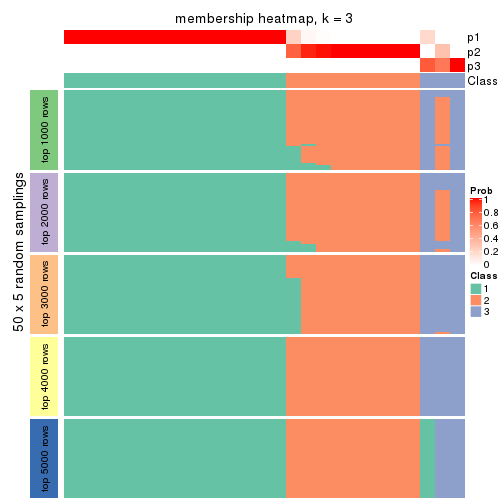 membership heatmap, k = 3
p1
p2
p3
Class
50 x 5 random samplings
top 1000 rows
top 2000 rows
top 3000 rows
top 4000 rows
top 5000 rows
Prob
1
0.8
0.6
0.4
0.2
0
Class
1
2
3